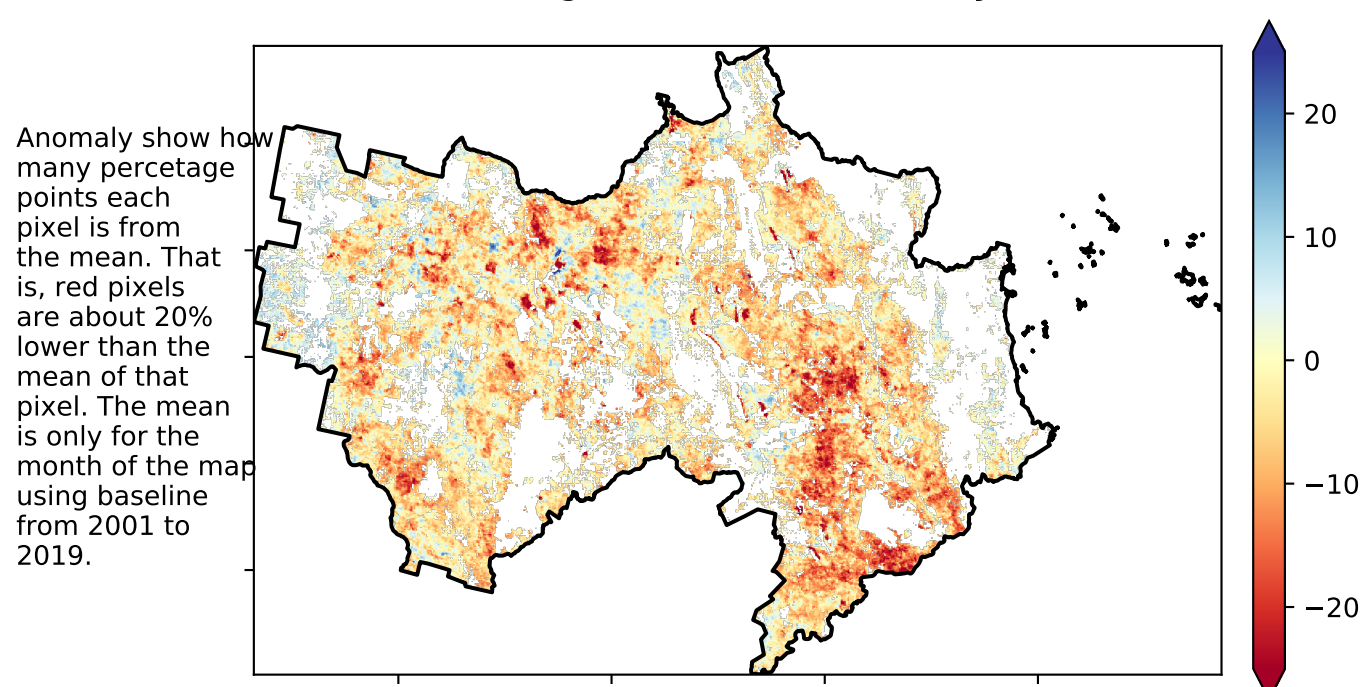 Anomaly show how
many percetage
points each
pixel is from
the mean. That
is, red pixels
are about 20%
lower than the
mean of that
pixel. The mean
is only for the
month of the map
using baseline
from 2001 to
2019.
20
10
0
−10
−20